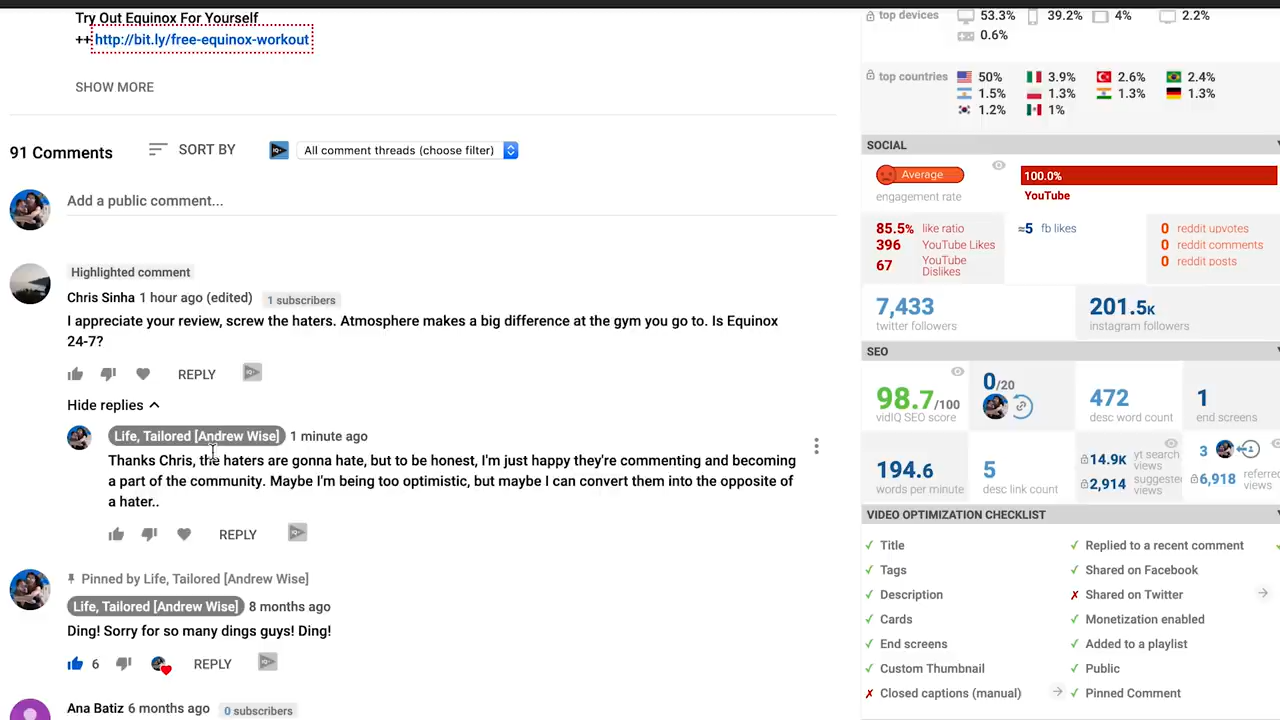 Try Out Equinox For Yourself
++ http://bit.ly/free-equinox-workout
SHOW MORE
91 Comments
SORT BY
All comment threads (choose filter)
Add a public comment...
Highlighted comment
Chris Sinha 1 hour ago (edited) 1 subscribers
I appreciate your review, screw the haters. Atmosphere makes a big difference at the gym you go to. Is Equinox
24-7?
REPLY
Hide replies
Life, Tailored [Andrew Wise] 1 minute ago
Thanks Chris, the haters are gonna hate, but to be honest, I'm just happy they're commenting and becoming
a part of the community. Maybe I'm being too optimistic, but maybe I can convert them into the opposite of
a hater..
REPLY
Pinned by Life, Tailored [Andrew Wise]
Life, Tailored [Andrew Wise] 8 months ago
Ding! Sorry for so many dings guys! Ding!
6 REPLY
Ana Batiz 6 months ago 0 subscribers
top devices 53.3% 39.2% 4% 2.2%
0.6%
top countries 50% 3.9% 2.6% 2.4%
1.5% 1.3% 1.3% 1.3%
1.2% 1%
SOCIAL
Average
engagement rate
100.0%
YouTube
85.5% like ratio
396 YouTube Likes
67 YouTube
Dislikes
≈5 fb likes
0 reddit upvotes
0 reddit comments
0 reddit posts
7,433
twitter followers
201.5K
instagram followers
SEO
98.7/100
vidIQ SEO score
0/20
472
desc word count
1
end screens
194.6
words per minute
5
desc link count
14.9K yt search
views
2,914 suggested
views
3
6,918 referred
views
VIDEO OPTIMIZATION CHECKLIST
✓ Title
✓ Tags
✓ Description
✓ Cards
✓ End screens
✓ Custom Thumbnail
✗ Closed captions (manual)
✓ Replied to a recent comment
✓ Shared on Facebook
✗ Shared on Twitter
✓ Monetization enabled
✓ Added to a playlist
✓ Public
✓ Pinned Comment